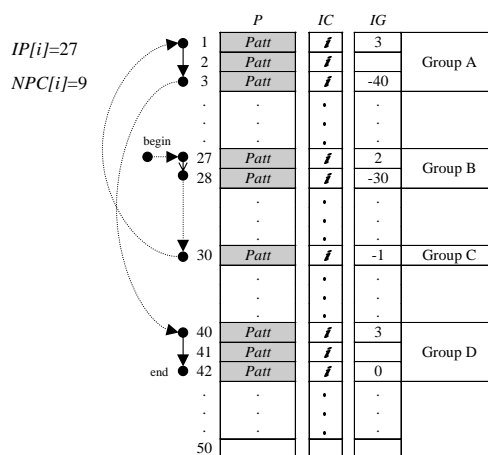 P IC IG
IP[i]=27
NPC[i]=9
1 Patt i 3
2 Patt i
3 Patt i -40
Group A
. . . .
. . . .
. . . .
begin
27 Patt i 2
28 Patt i -30
Group B
. . .
. . .
. . .
30 Patt i -1 Group C
. . .
. . .
. . .
40 Patt i 3
41 Patt i
42 Patt i 0
Group D
end
. . . .
. . . .
. . . .
50